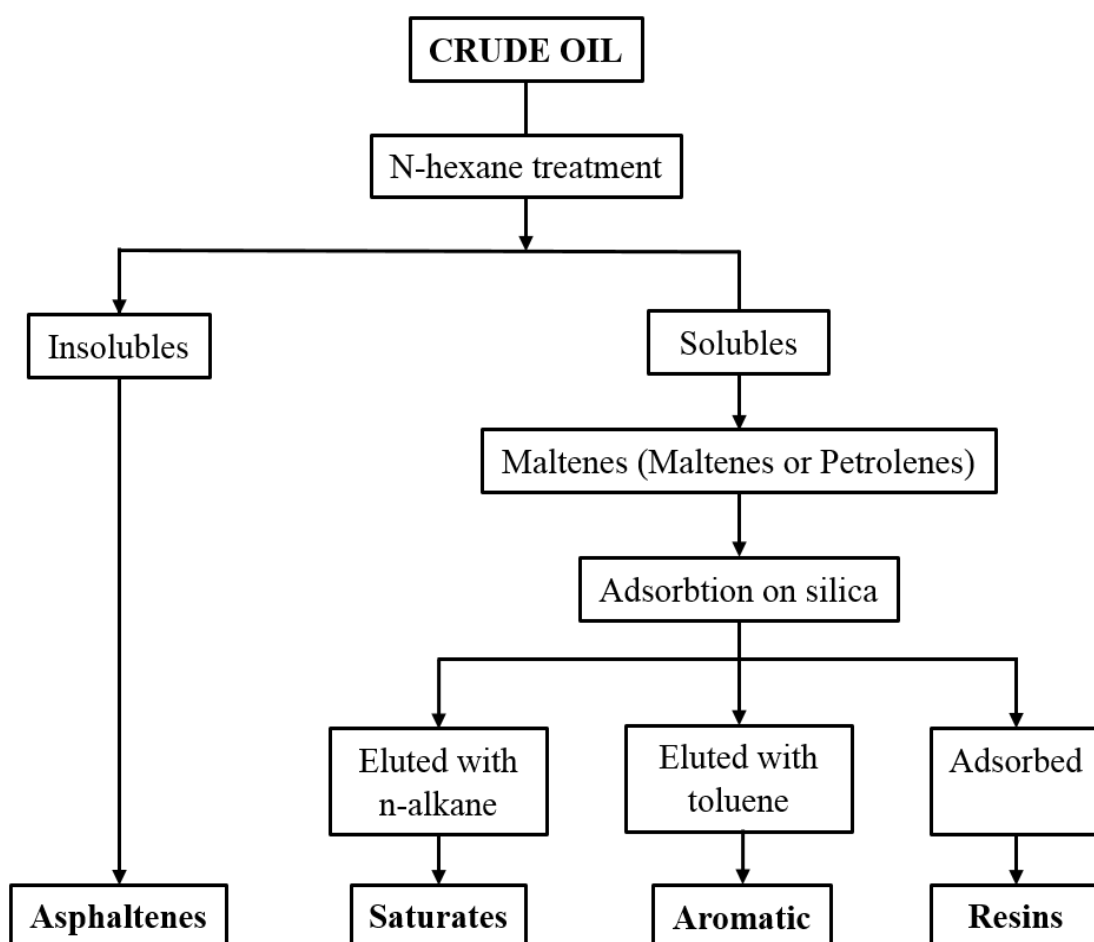 CRUDE OIL
N-hexane treatment
Insolubles
Solubles
Maltenes (Maltenes or Petrolenes)
Adsorbtion on silica
Eluted with
n-alkane
Eluted with
toluene
Adsorbed
Asphaltenes
Saturates
Aromatic
Resins